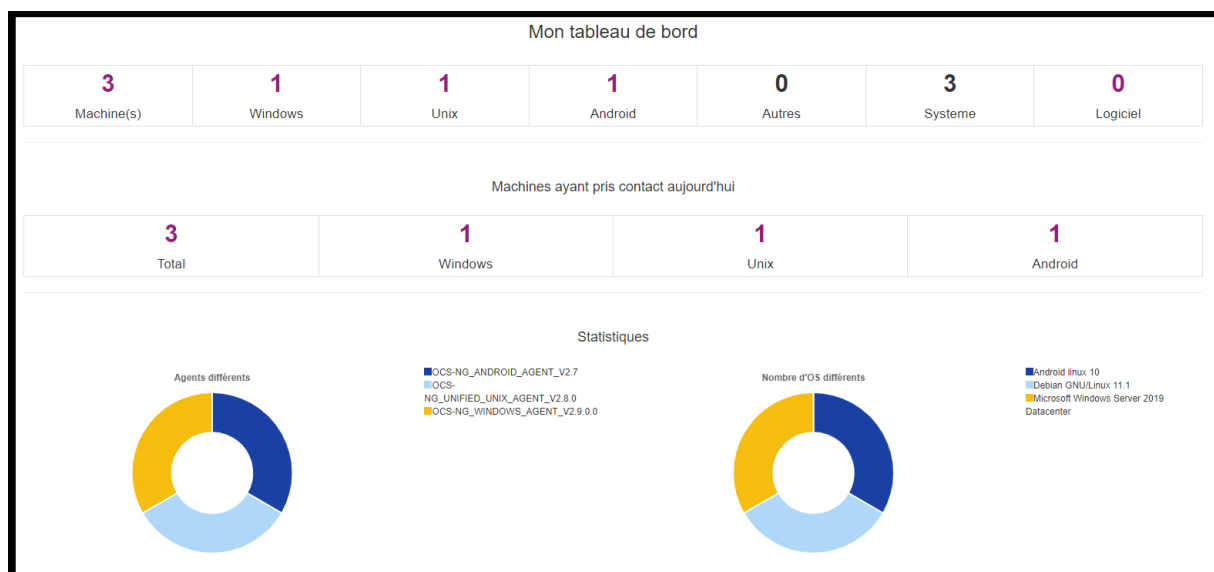 Mon tableau de bord
3 1 1 1 0 3 0
Machine(s) Windows Unix Android Autres Systeme Logiciel
Machines ayant pris contact aujourd'hui
3 1 1 1
Total Windows Unix Android
Statistiques
Agents différents
OCS-NG_ANDROID_AGENT_V2.7
OCS-
NG_UNIFIED_UNIX_AGENT_V2.8.0
OCS-NG_WINDOWS_AGENT_V2.9.0.0
Nombre d'OS différents
Android linux 10
Debian GNU/Linux 11.1
Microsoft Windows Server 2019
Datacenter